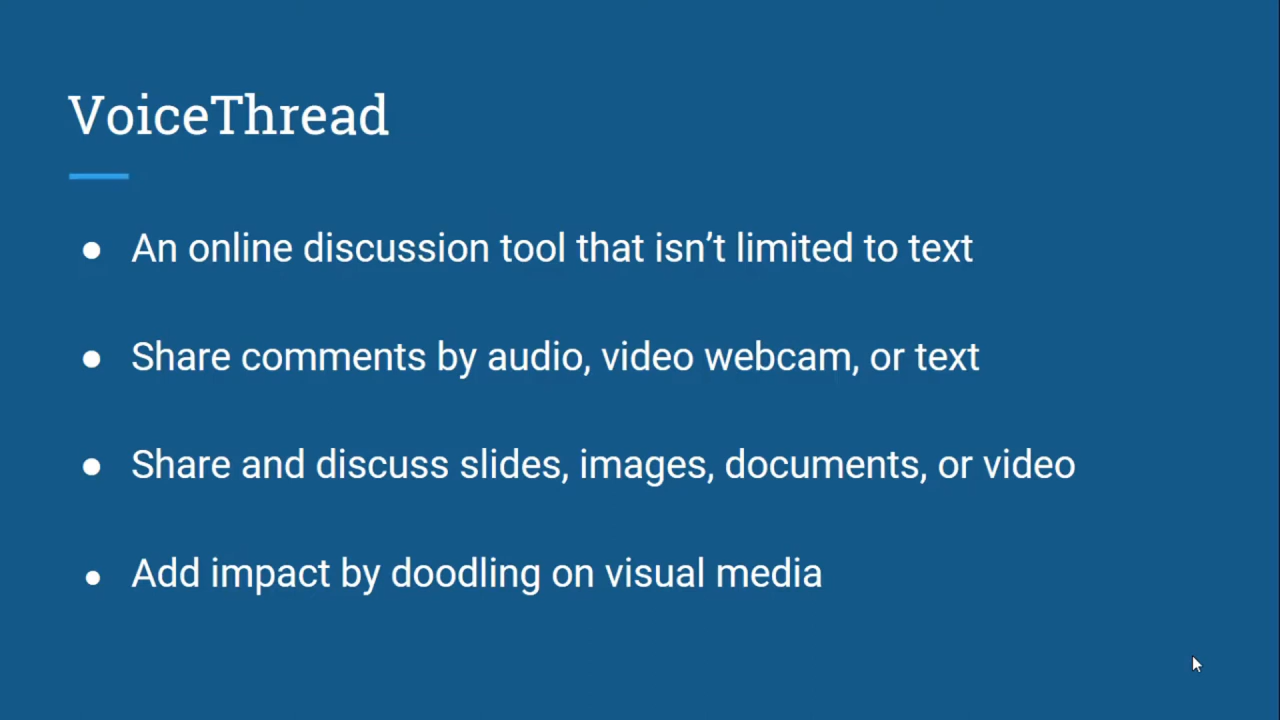 VoiceThread
● An online discussion tool that isn’t limited to text
● Share comments by audio, video webcam, or text
● Share and discuss slides, images, documents, or video
● Add impact by doodling on visual media